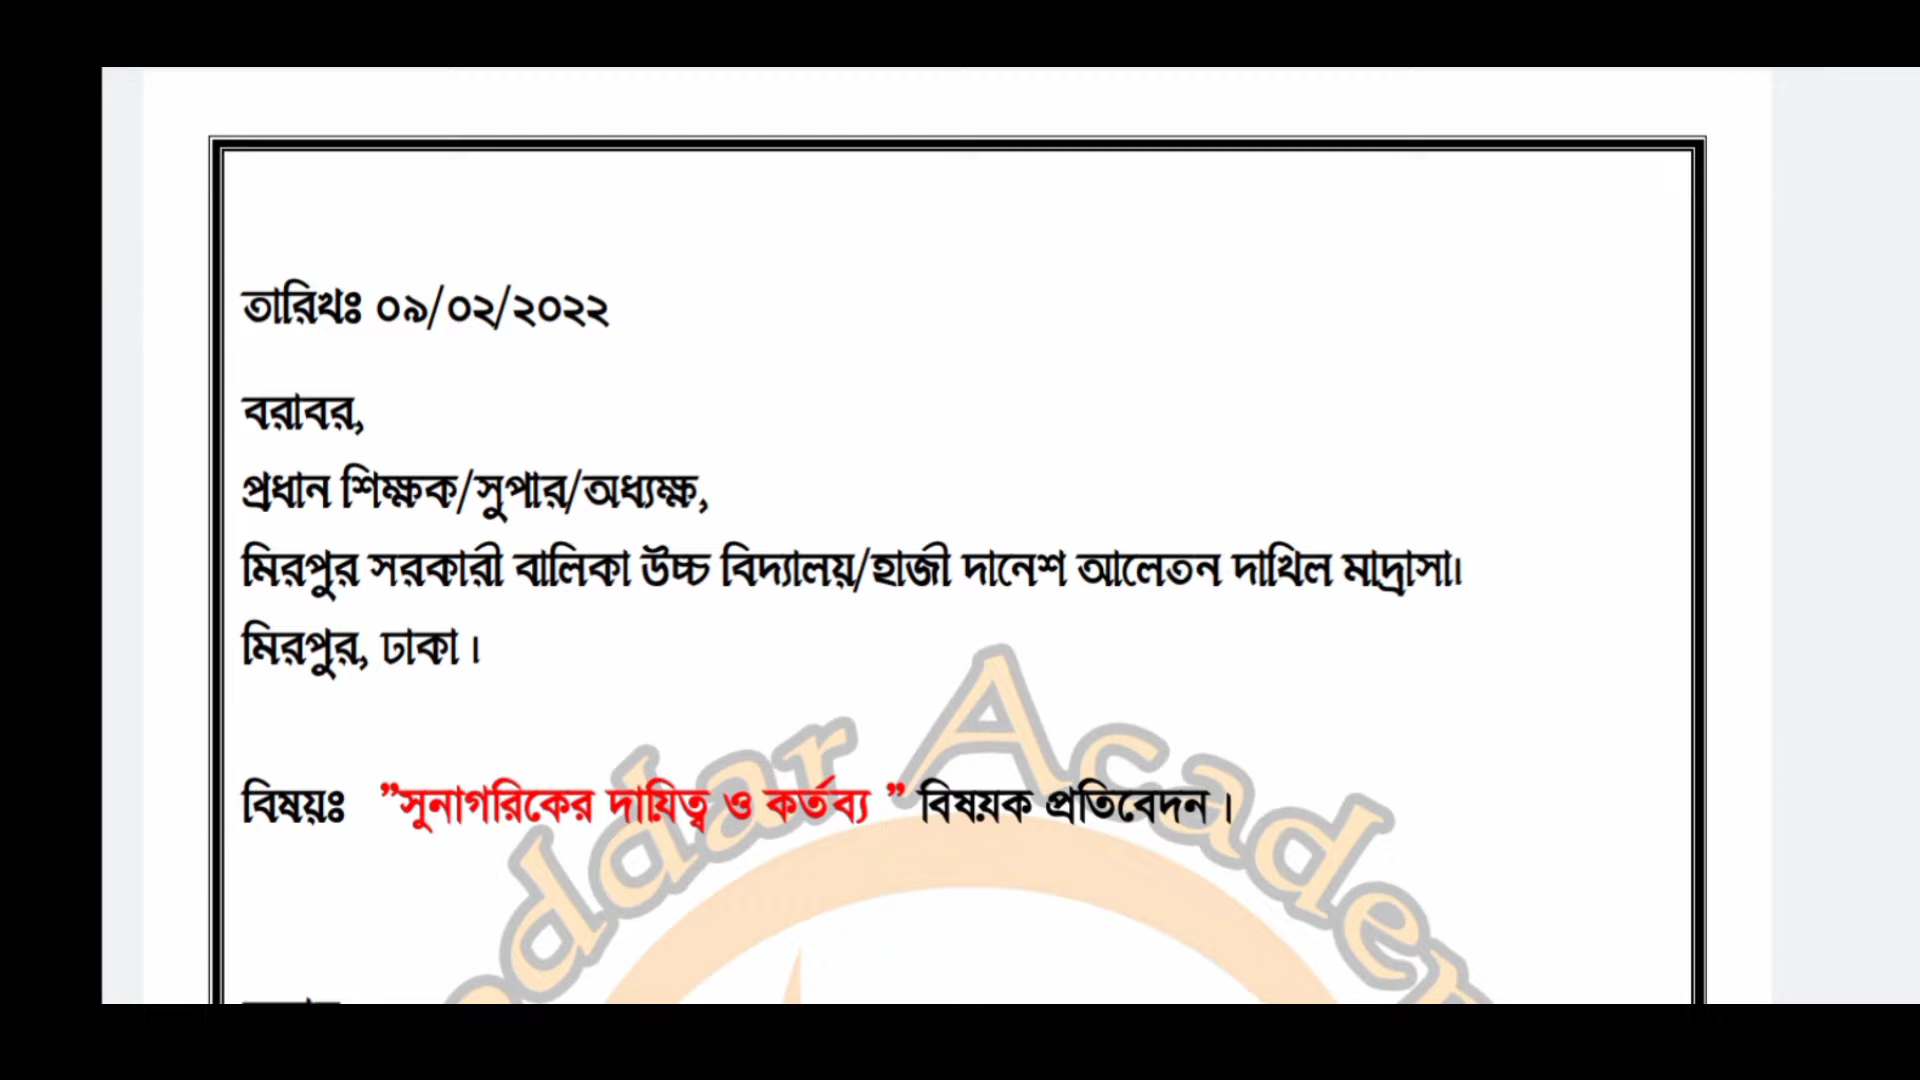 তারিখঃ ০৯/০২/২০২২
বরাবর,
প্রধান শিক্ষক/সুপার/অধ্যক্ষ,
মিরপুর সরকারী বালিকা উচ্চ বিদ্যালয়/হাজী দানেশ আলেতন দাখিল মাদ্রাসা।
মিরপুর, ঢাকা ।
বিষয়ঃ ”সুনাগরিকের দায়িত্ব ও কর্তব্য ” বিষয়ক প্রতিবেদন ।